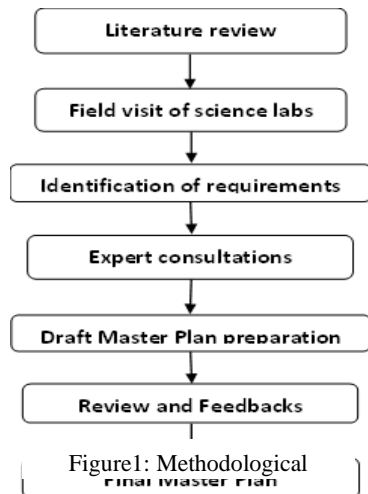 Literature review
Field visit of science labs
Identification of requirements
Expert consultations
Draft Master Plan preparation
Review and Feedbacks
Figure1: Methodological
Final Master Plan